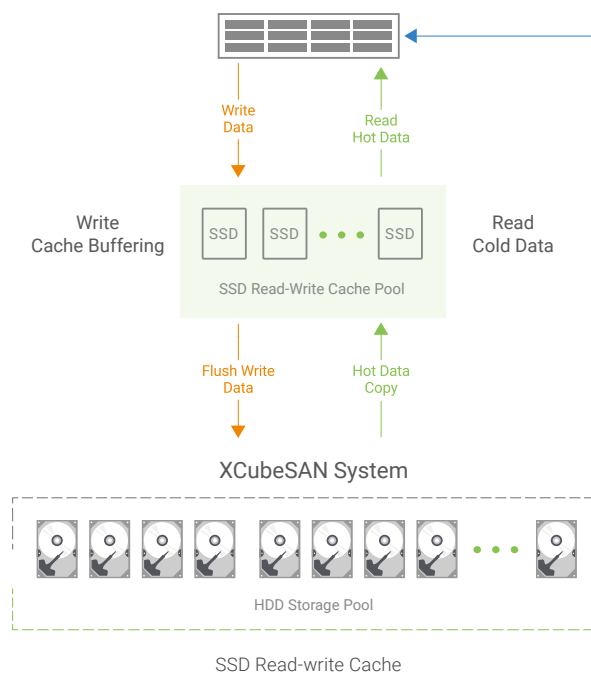 Write
Data
Read
Hot Data
Write
Cache Buffering
SSD
SSD
SSD
Read
Cold Data
SSD Read-Write Cache Pool
Flush Write
Data
Hot Data
Copy
XCubeSAN System
HDD Storage Pool
SSD Read-write Cache